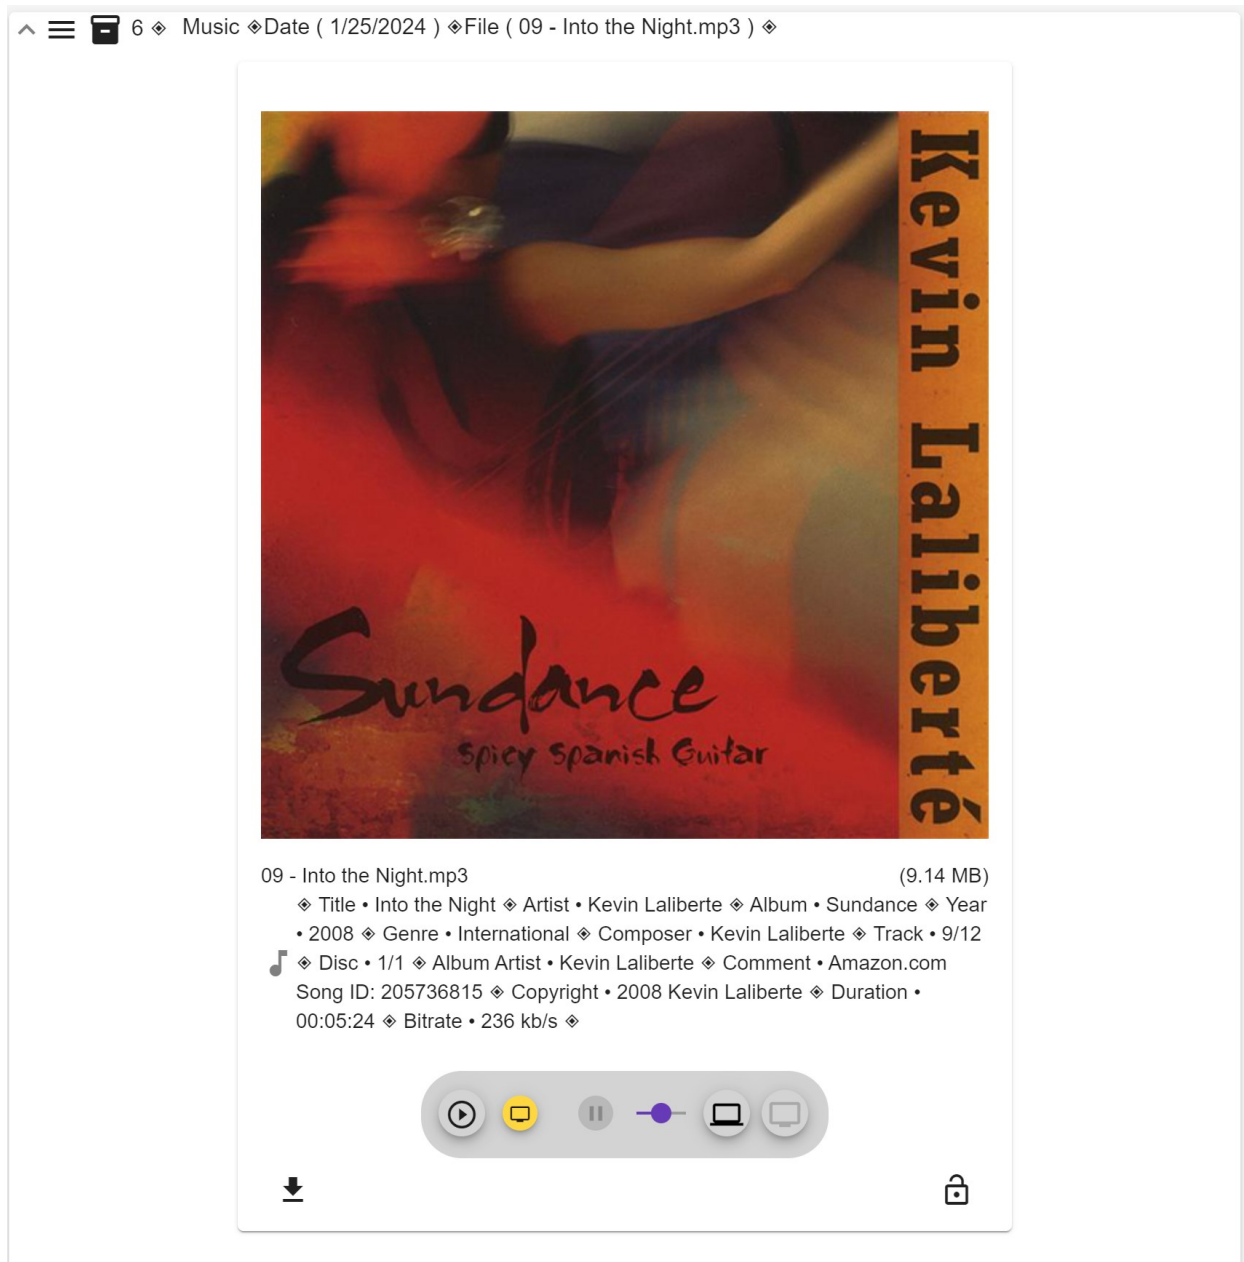 6 ◈ Music ◈Date ( 1/25/2024 ) ◈File ( 09 - Into the Night.mp3 ) ◈
Kevin Laliberté
Sundance
Spicy Spanish Guitar
09 - Into the Night.mp3 (9.14 MB)
◈ Title • Into the Night ◈ Artist • Kevin Laliberte ◈ Album • Sundance ◈ Year
• 2008 ◈ Genre • International ◈ Composer • Kevin Laliberte ◈ Track • 9/12
◈ Disc • 1/1 ◈ Album Artist • Kevin Laliberte ◈ Comment • Amazon.com
Song ID: 205736815 ◈ Copyright • 2008 Kevin Laliberte ◈ Duration •
00:05:24 ◈ Bitrate • 236 kb/s ◈